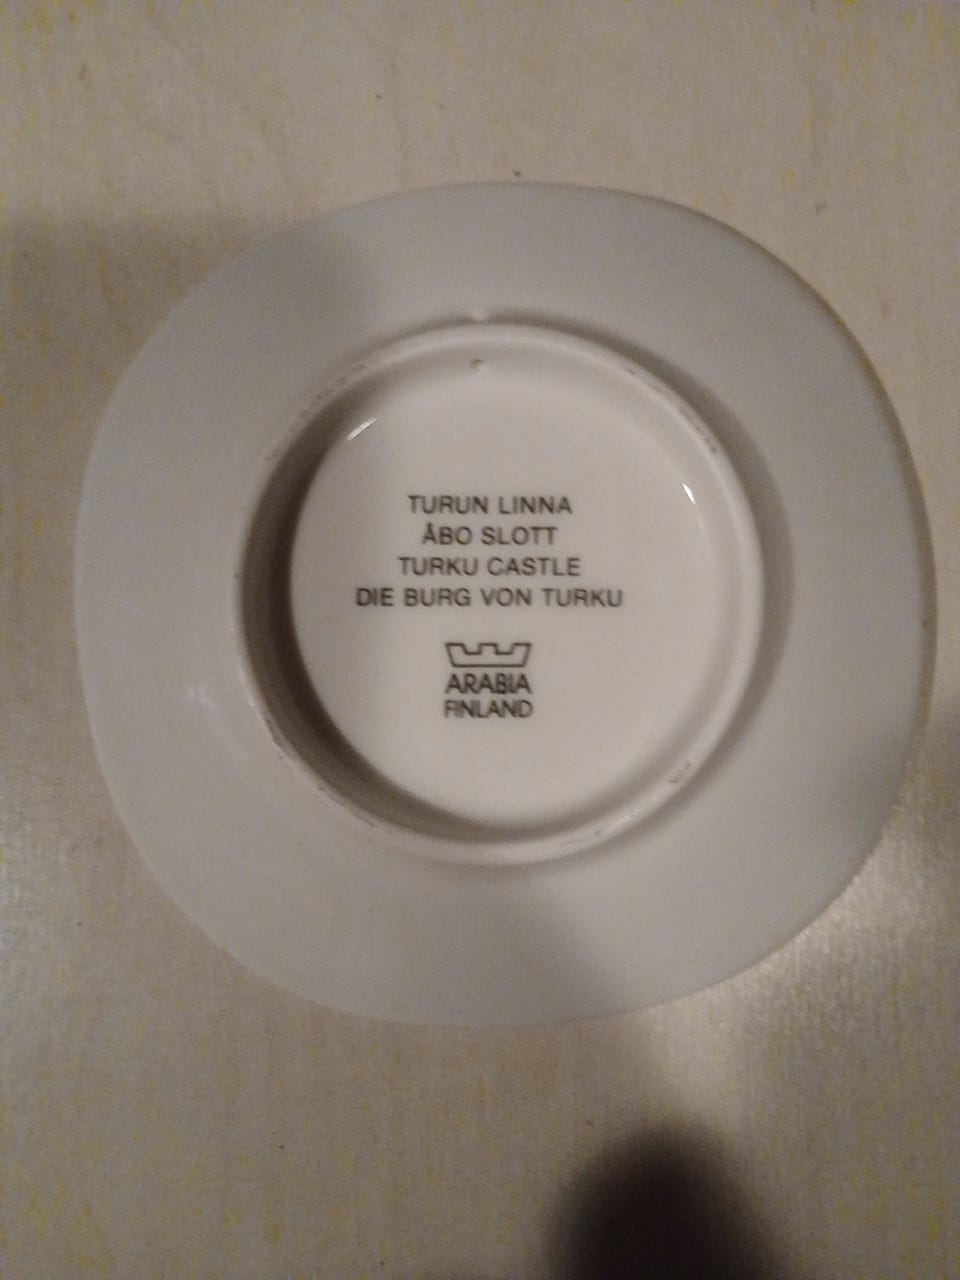 TURUN LINNA
ÅBO SLOTT
TURKU CASTLE
DIE BURG VON TURKU
ARABIA
FINLAND